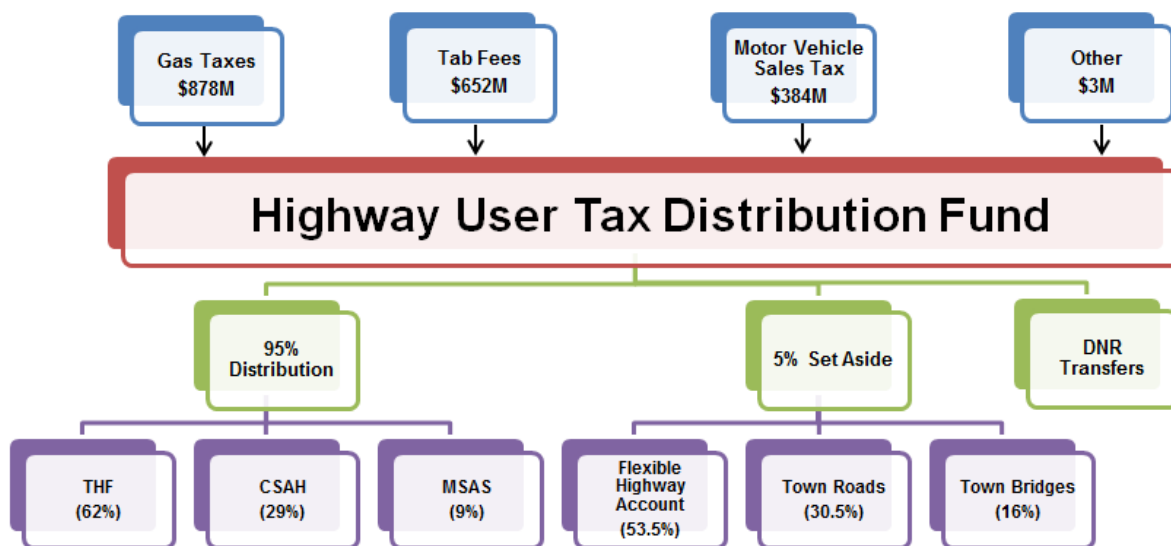 Gas Taxes
$878M
Tab Fees
$652M
Motor Vehicle
Sales Tax
$384M
Other
$3M
Highway User Tax Distribution Fund
95%
Distribution
5% Set Aside
DNR
Transfers
THF
(62%)
CSAH
(29%)
MSAS
(9%)
Flexible
Highway
Account
(53.5%)
Town Roads
(30.5%)
Town Bridges
(16%)